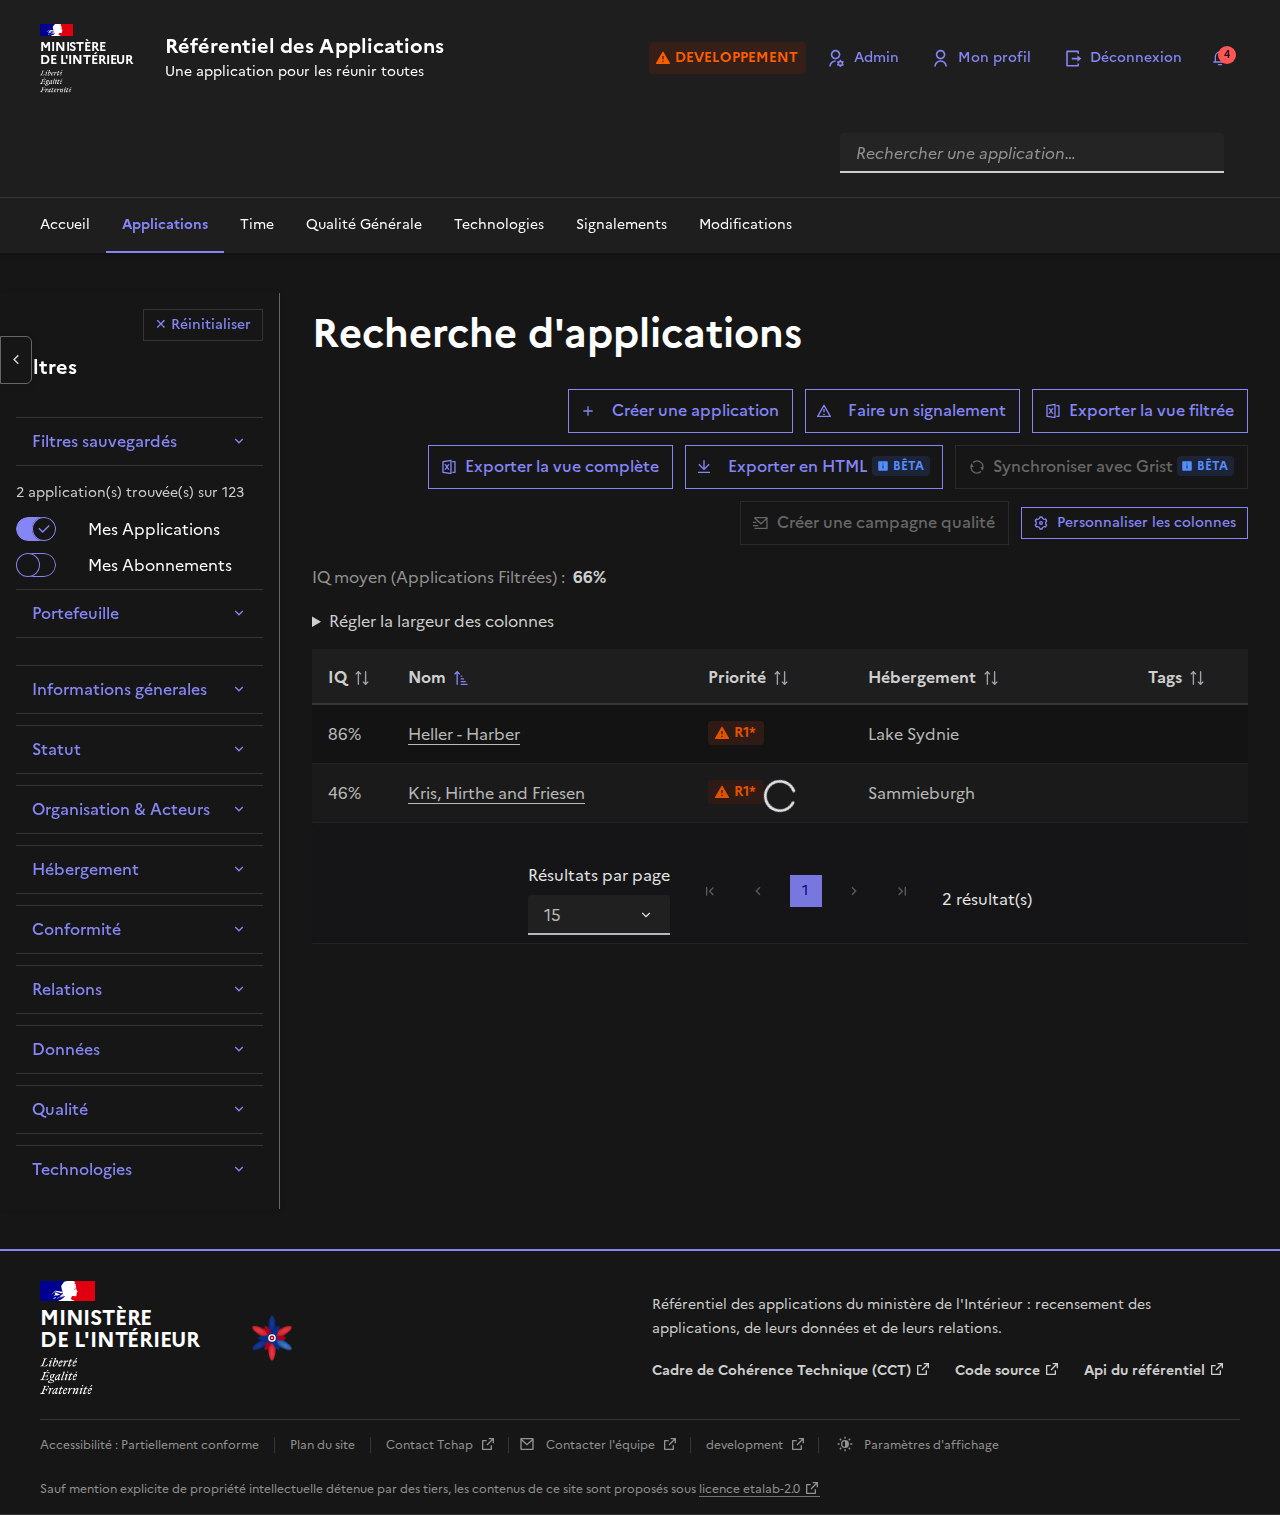 MINISTÈRE
DE L'INTÉRIEUR
Liberté
Égalité
Fraternité
Référentiel des Applications
Une application pour les réunir toutes
DEVELOPPEMENT
Admin
Mon profil
Déconnexion
4
Rechercher une application...
Accueil
Applications
Time
Qualité Générale
Technologies
Signalements
Modifications
Réinitialiser
ltres
Filtres sauvegardés
2 application(s) trouvée(s) sur 123
Mes Applications
Mes Abonnements
Portefeuille
Informations génerales
Statut
Organisation & Acteurs
Hébergement
Conformité
Relations
Données
Qualité
Technologies
Recherche d'applications
Créer une application
Faire un signalement
Exporter la vue filtrée
Exporter la vue complète
Exporter en HTML BÊTA
Synchroniser avec Grist BÊTA
Créer une campagne qualité
Personnaliser les colonnes
IQ moyen (Applications Filtrées) : 66%
Régler la largeur des colonnes
IQ Nom Priorité Hébergement Tags
86% Heller - Harber R1* Lake Sydnie
46% Kris, Hirthe and Friesen R1* Sammieburgh
Résultats par page
15
1
2 résultat(s)
MINISTÈRE
DE L'INTÉRIEUR
Liberté
Égalité
Fraternité
Référentiel des applications du ministère de l'Intérieur : recensement des
applications, de leurs données et de leurs relations.
Cadre de Cohérence Technique (CCT)
Code source
Api du référentiel
Accessibilité : Partiellement conforme
Plan du site
Contact Tchap
Contacter l'équipe
development
Paramètres d'affichage
Sauf mention explicite de propriété intellectuelle détenue par des tiers, les contenus de ce site sont proposés sous licence etalab-2.0